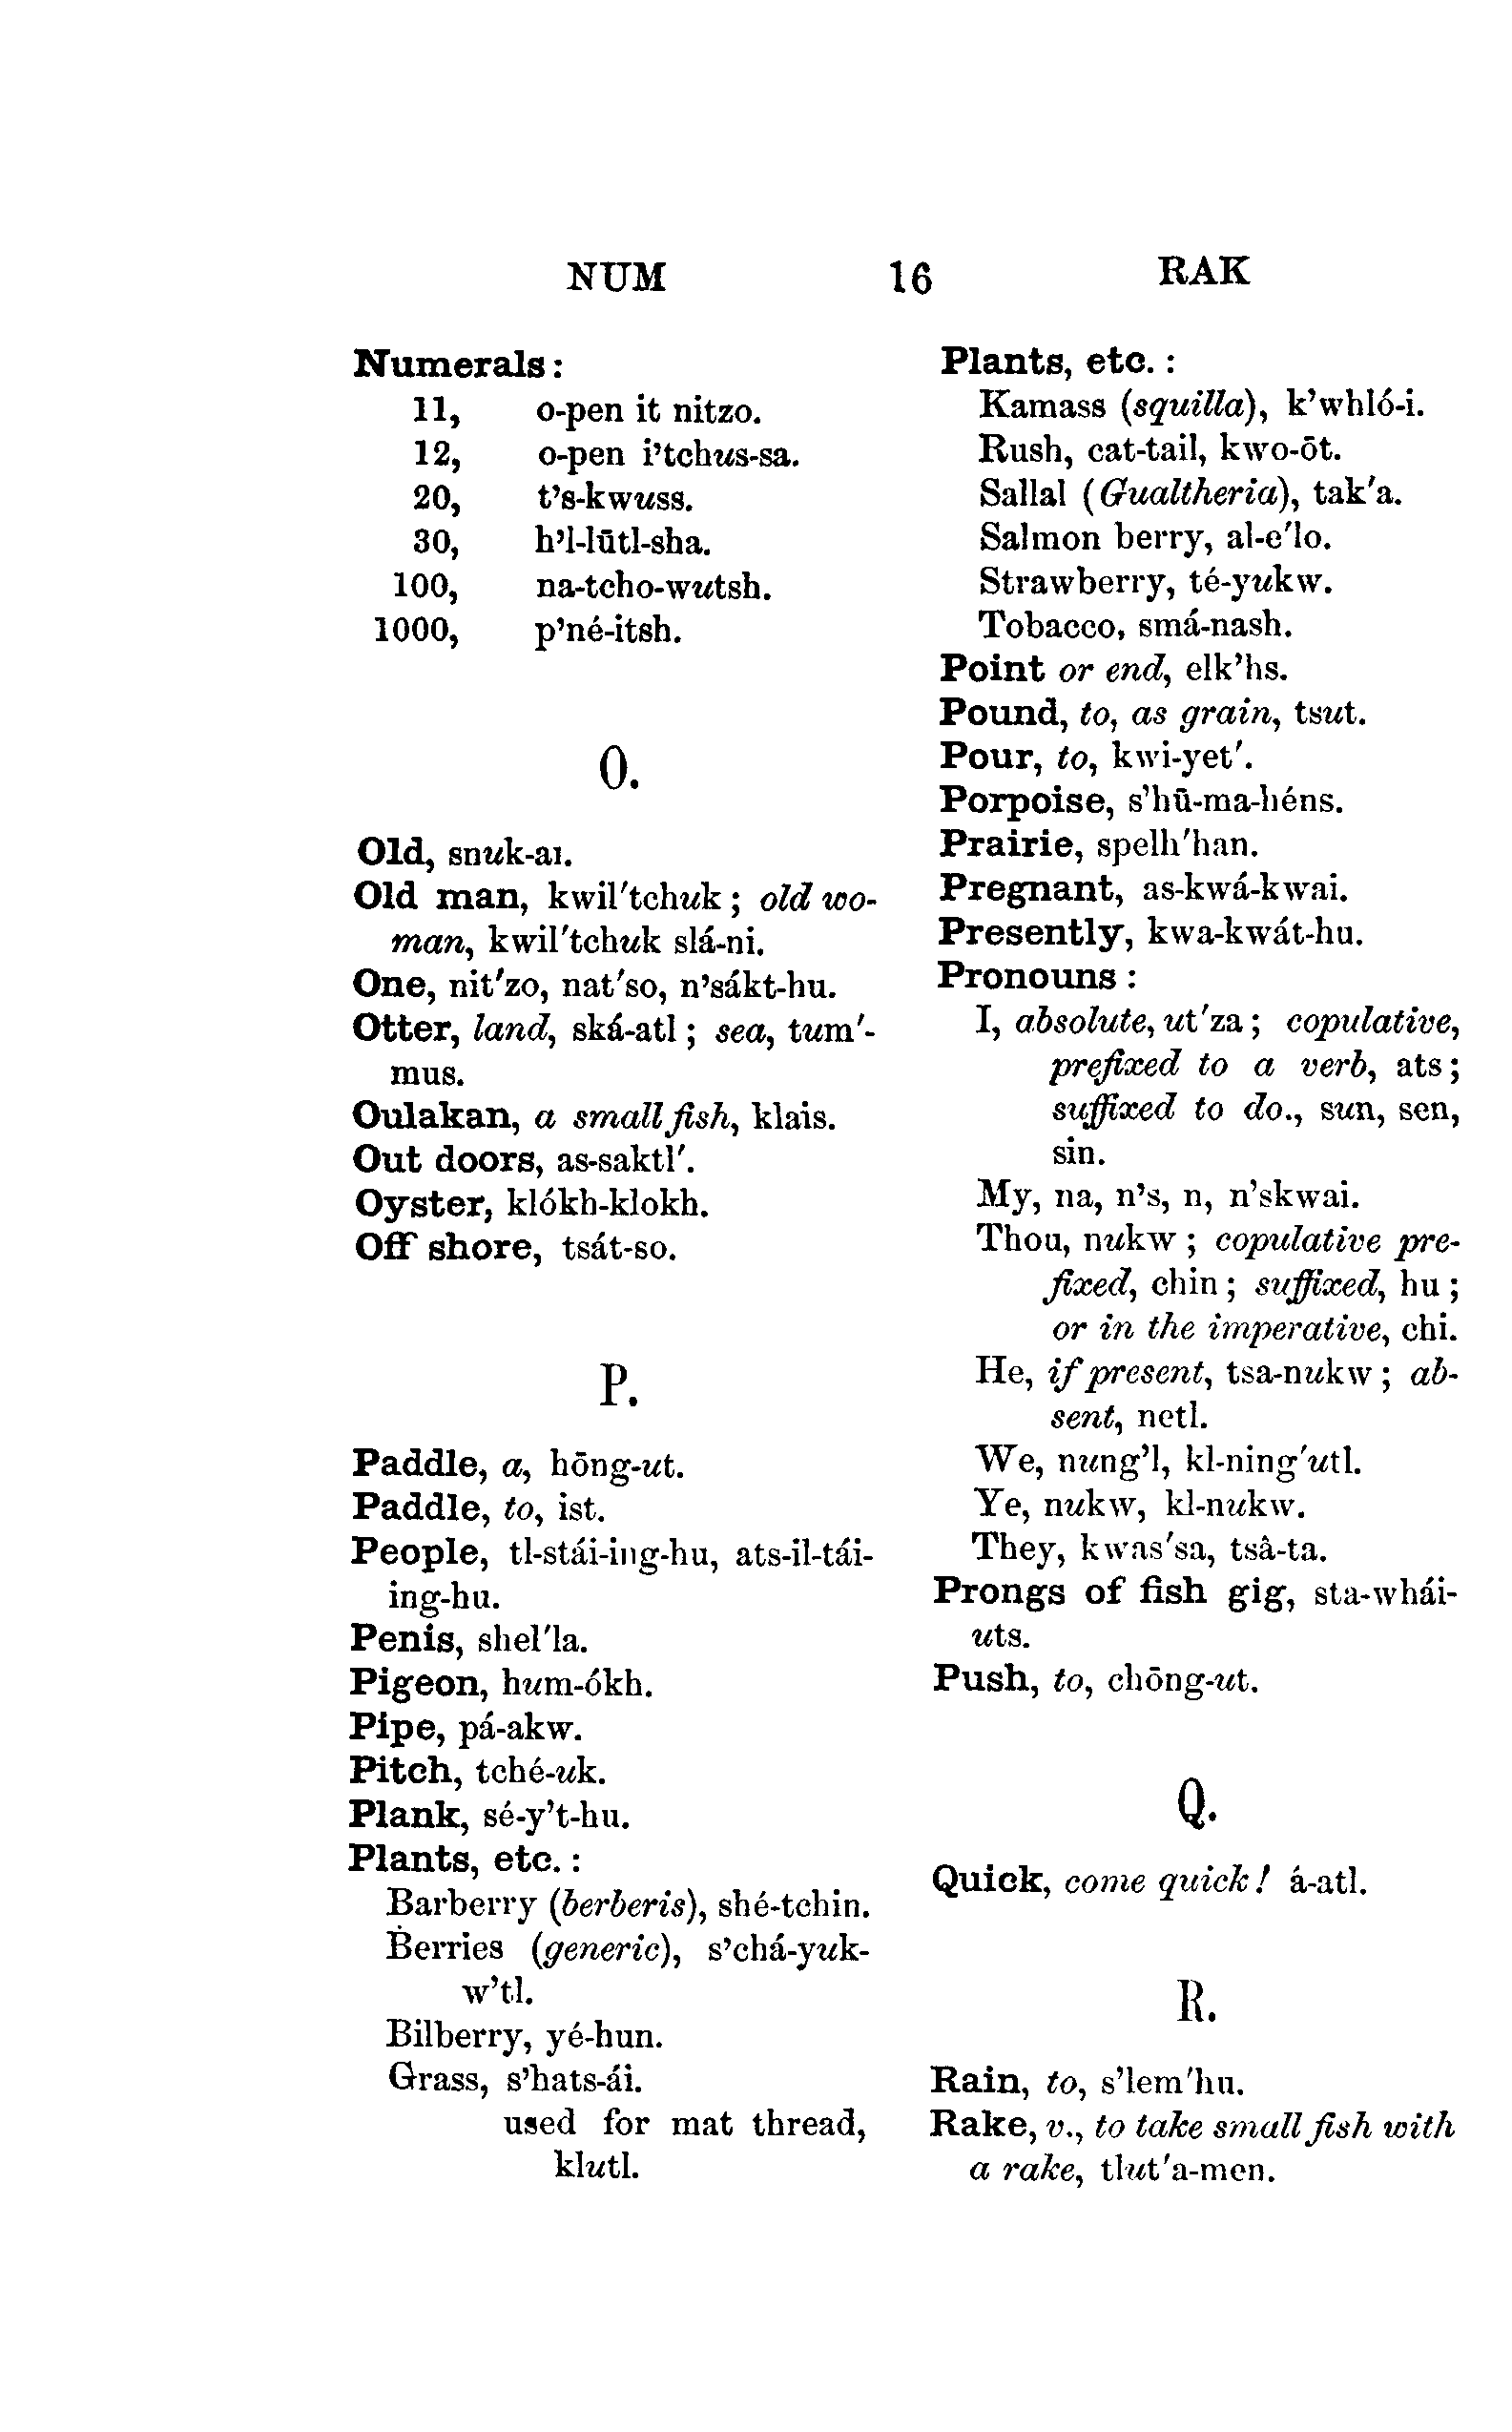 NUM 16 RAK
Numerals:
11, o-pen it nitzo.
12, o-pen i’tchus-sa.
20, t’s-kwuss.
30, h’l-lūtl-sha.
100, na-tcho-wutsh.
1000, p’né-itsh.
O.
Old, snuk-ai.
Old man, kwil'tchuk; old wo-
man, kwil'tchuk slá-ni.
One, nit'zo, nat'so, n’sákt-hu.
Otter, land, ská-atl; sea, tum'-
mus.
Oulakan, a small fish, klais.
Out doors, as-saktl'.
Oyster, klókh-klokh.
Off shore, tsát-so.
P.
Paddle, a, hōng-ut.
Paddle, to, ist.
People, tl-stái-ing-hu, ats-il-tái-
ing-hu.
Penis, shel'la.
Pigeon, hum-ókh.
Pipe, pá-akw.
Pitch, tché-uk.
Plank, sé-y’t-hu.
Plants, etc.:
Barberry (berberis), shé-tchin.
Berries (generic), s’chá-yuk-
w’tl.
Bilberry, yé-hun.
Grass, s’hats-ái.
used for mat thread,
klutl.
Plants, etc.:
Kamass (squilla), k’whló-i.
Rush, cat-tail, kwo-ōt.
Sallal (Gualtheria), tak'a.
Salmon berry, al-e'lo.
Strawberry, té-yukw.
Tobacco, smá-nash.
Point or end, elk’hs.
Pound, to, as grain, tsut.
Pour, to, kwi-yet'.
Porpoise, s’hū-ma-héns.
Prairie, spelh'han.
Pregnant, as-kwá-kwai.
Presently, kwa-kwát-hu.
Pronouns:
I, absolute, ut'za; copulative,
prefixed to a verb, ats;
suffixed to do., sun, sen,
sin.
My, na, n’s, n, n’skwai.
Thou, nukw; copulative pre-
fixed, chin; suffixed, hu;
or in the imperative, chi.
He, if present, tsa-nukw; ab-
sent, netl.
We, nung’l, kl-ning'utl.
Ye, nukw, kl-nukw.
They, kwas'sa, tsâ-ta.
Prongs of fish gig, sta-whái-
uts.
Push, to, chōng-ut.
Q.
Quick, come quick! á-atl.
R.
Rain, to, s’lem'hu.
Rake, v., to take small fish with
a rake, tlut'a-men.